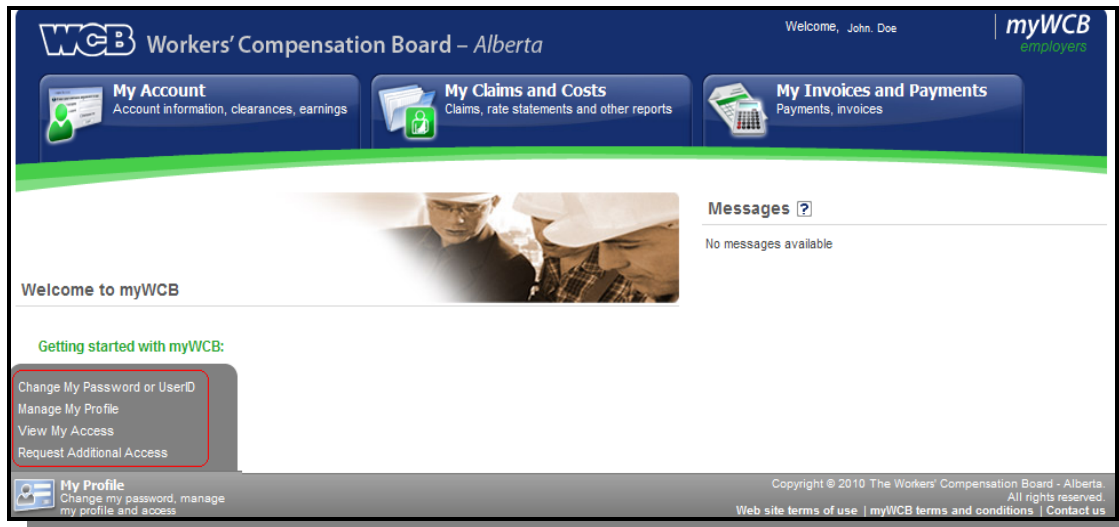 WCB Workers' Compensation Board – Alberta
Welcome, John. Doe
myWCB
employers
My Account
Account information, clearances, earnings
My Claims and Costs
Claims, rate statements and other reports
My Invoices and Payments
Payments, invoices
Messages ?
No messages available
Welcome to myWCB
Getting started with myWCB:
Change My Password or UserID
Manage My Profile
View My Access
Request Additional Access
My Profile
Change my password, manage
my profile and access
Copyright © 2010 The Workers' Compensation Board - Alberta.
All rights reserved.
Web site terms of use | myWCB terms and conditions | Contact us